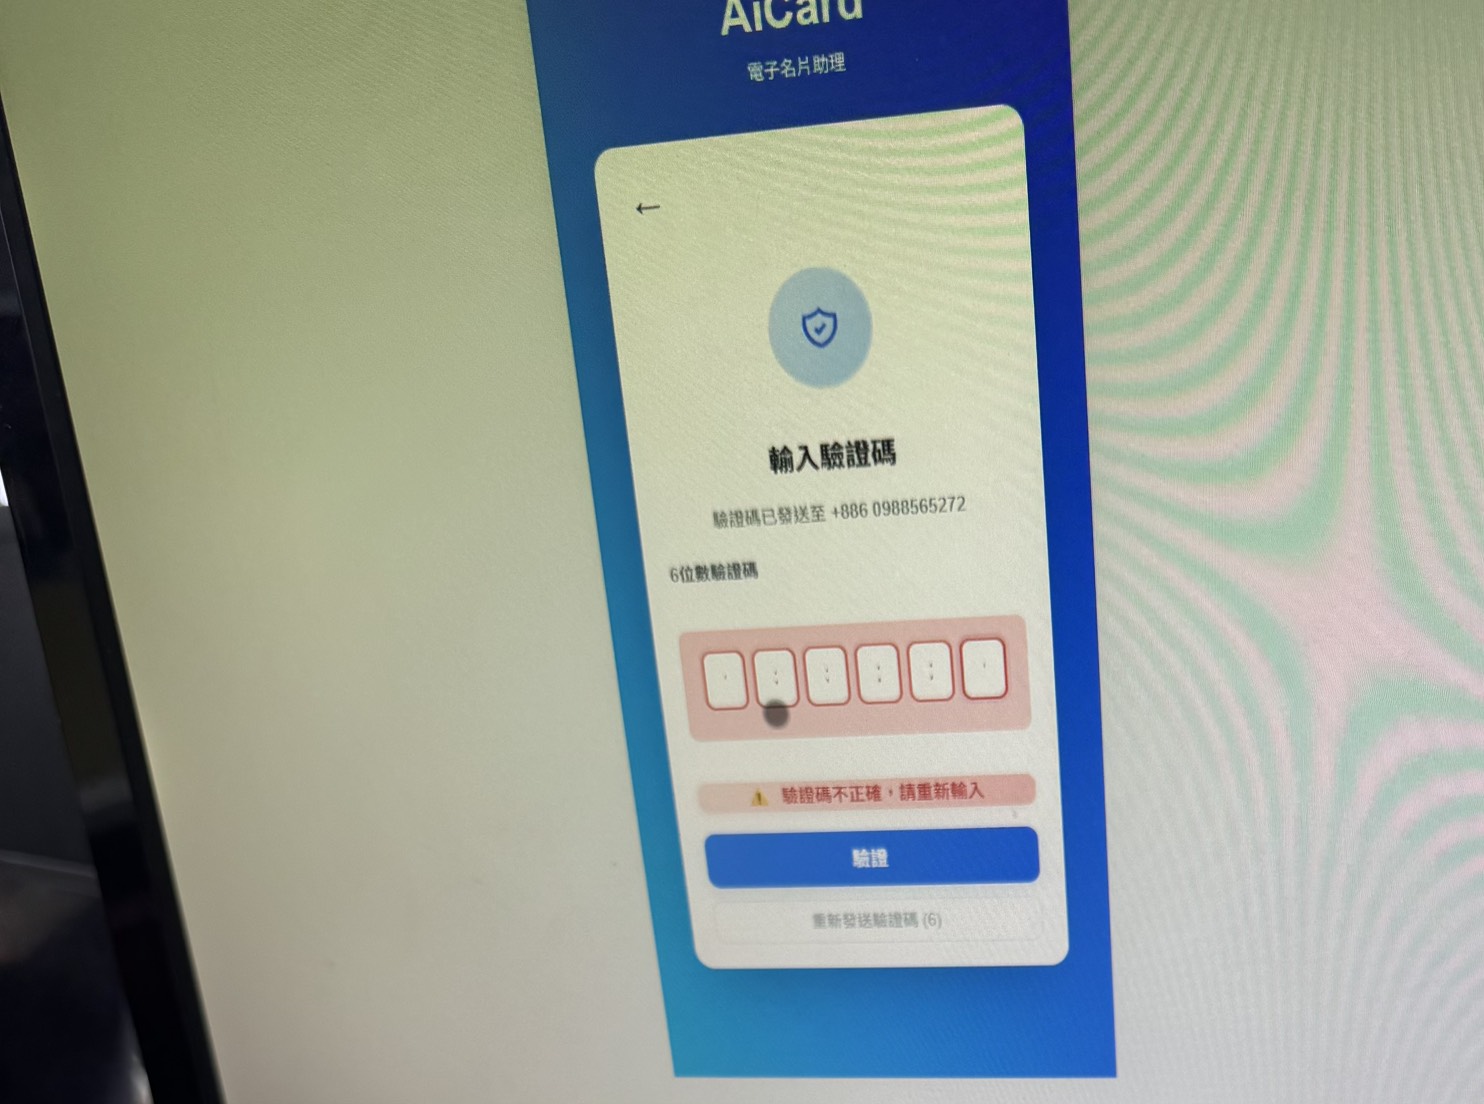 AiCard
電子名片助理
←
輸入驗證碼
驗證碼已發送至 +886 0988565272
6位數驗證碼
⚠ 驗證碼不正確，請重新輸入
驗證
重新發送驗證碼 (6)